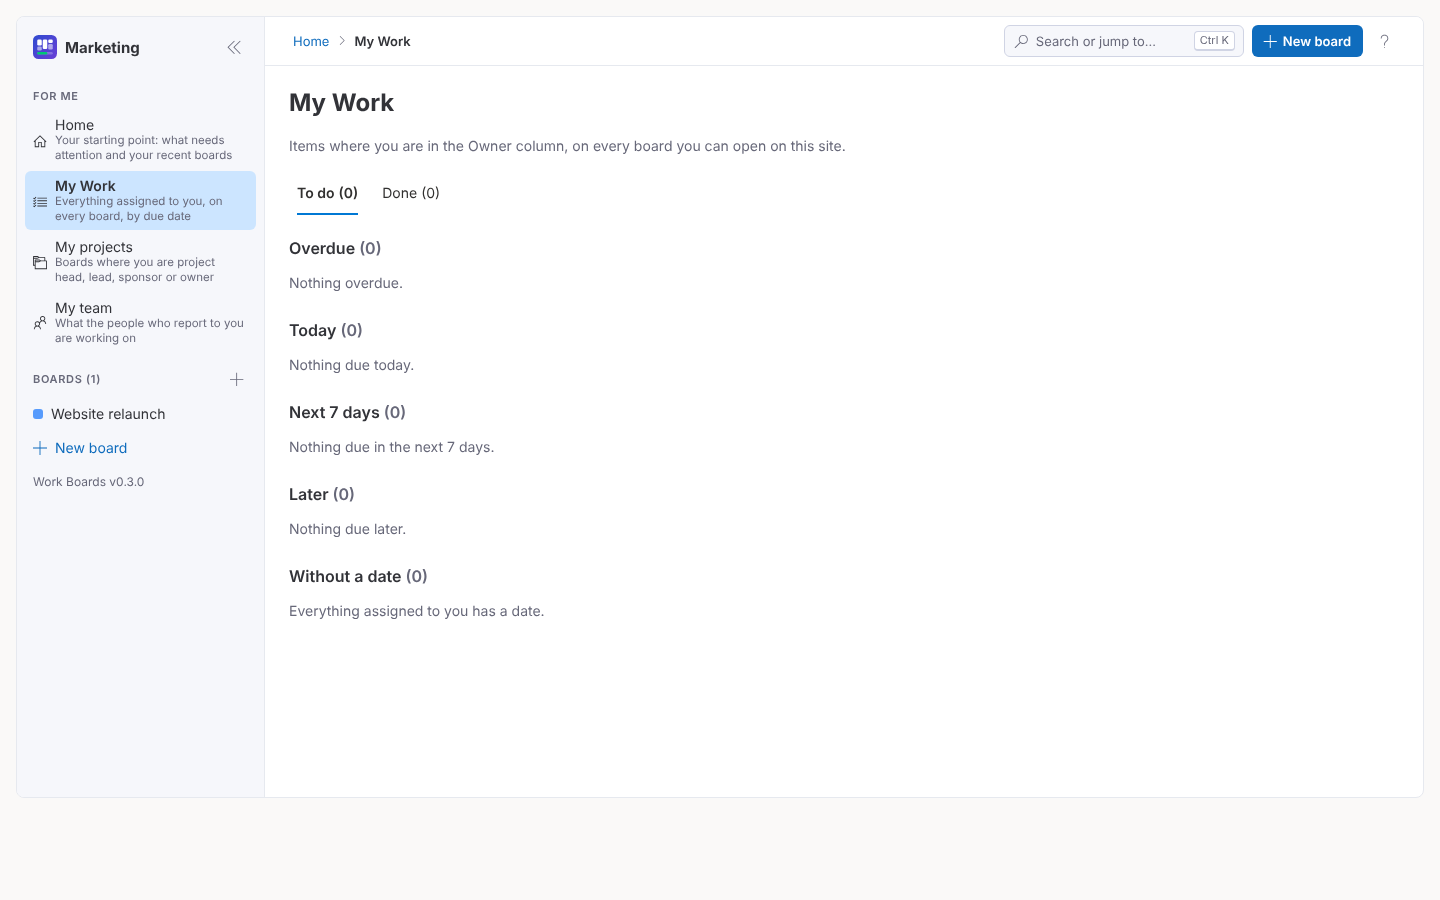 Marketing
FOR ME
Home
Your starting point: what needs
attention and your recent boards
My Work
Everything assigned to you, on
every board, by due date
My projects
Boards where you are project
head, lead, sponsor or owner
My team
What the people who report to you
are working on
BOARDS (1)
Website relaunch
New board
Work Boards v0.3.0
Home My Work
Search or jump to... Ctrl K
New board
?
My Work
Items where you are in the Owner column, on every board you can open on this site.
To do (0) Done (0)
Overdue (0)
Nothing overdue.
Today (0)
Nothing due today.
Next 7 days (0)
Nothing due in the next 7 days.
Later (0)
Nothing due later.
Without a date (0)
Everything assigned to you has a date.